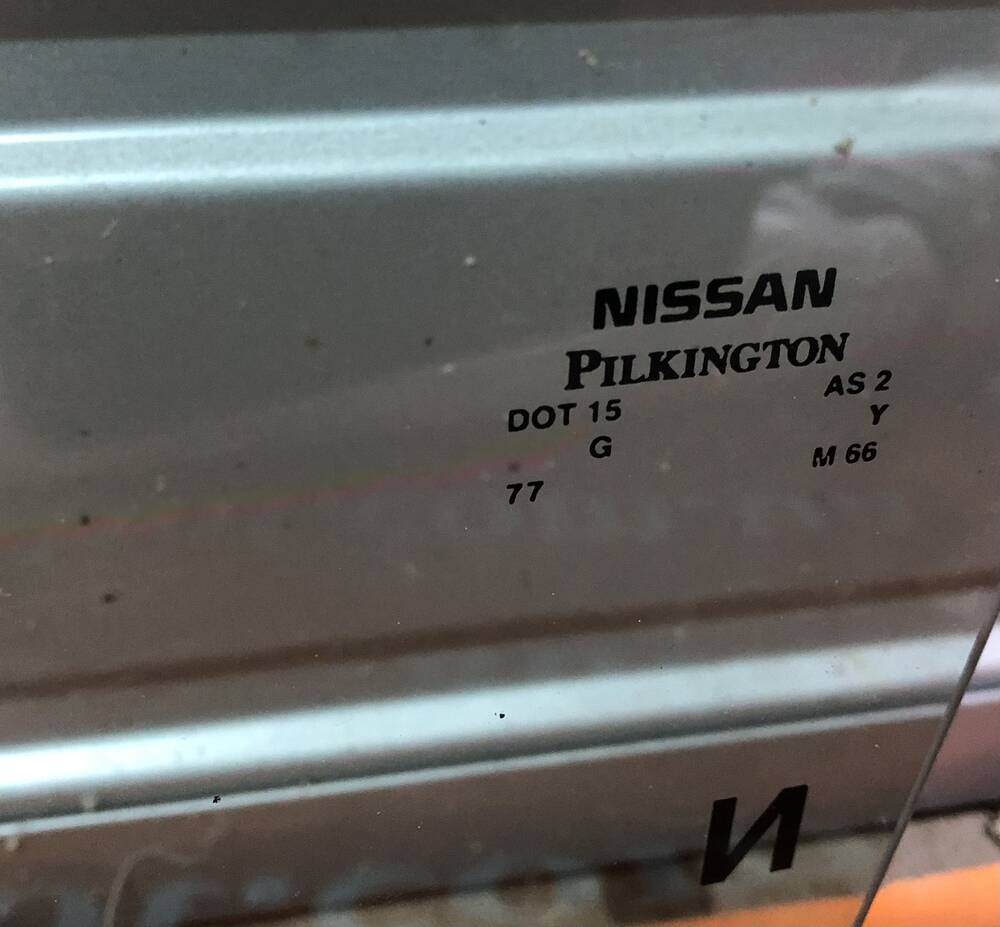 NISSAN
PILKINGTON
DOT 15 AS 2
G Y
77 M 66
И